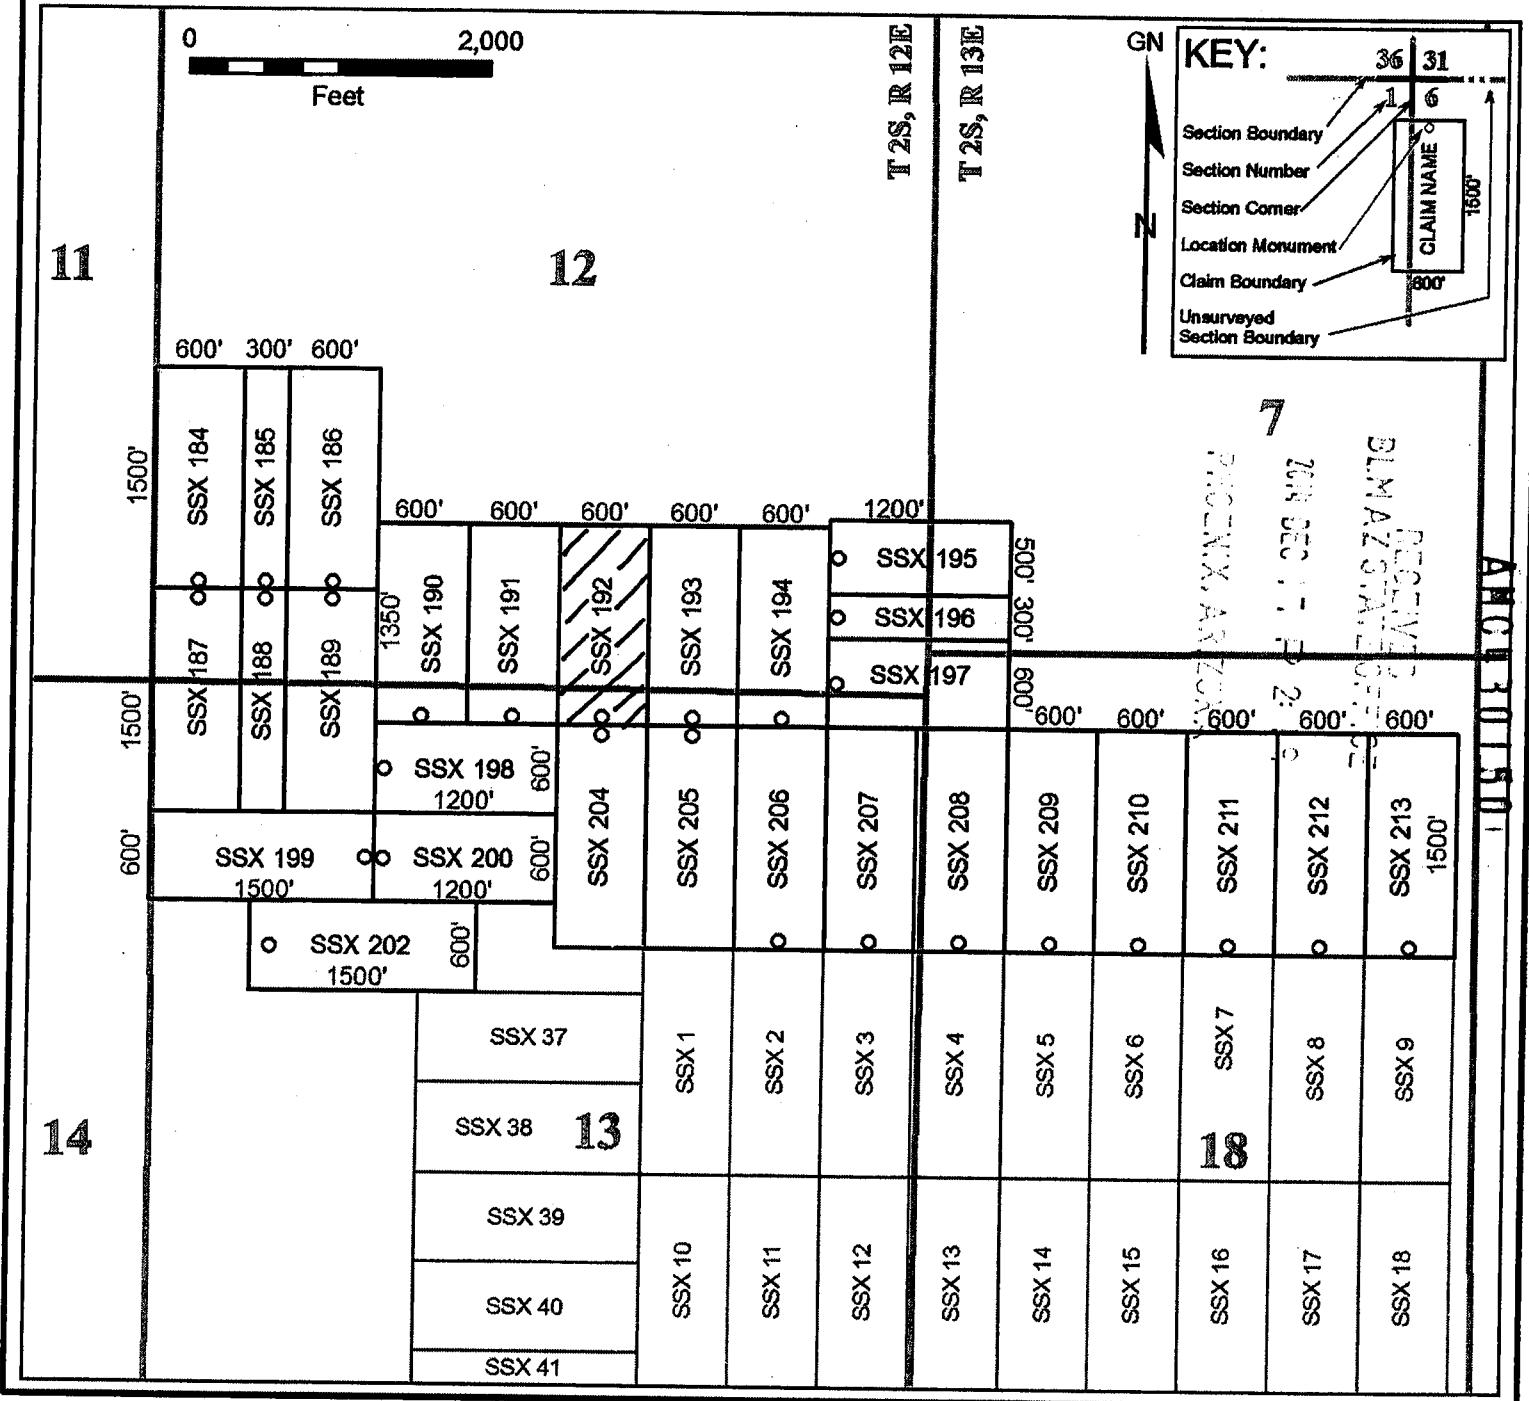 0 2,000
Feet
T 2S, R 12E
T 2S, R 13E
GN
N
KEY:
36 31
1 6
Section Boundary
Section Number
Section Corner
Location Monument
Claim Boundary
Unsurveyed
Section Boundary
CLAIM NAME
1500'
600'
11
12
7
600' 300' 600'
1500'
SSX 184
SSX 185
SSX 186
SSX 187
SSX 188
SSX 189
1500'
600' 600' 600' 600' 600' 1200'
1350'
SSX 190
SSX 191
SSX 192
SSX 193
SSX 194
SSX 195
SSX 196
SSX 197
500'
300'
600'
600' 600' 600' 600' 600'
SSX 198
1200'
600'
SSX 199
1500'
600'
SSX 200
1200'
600'
SSX 202
1500'
600'
SSX 204
SSX 205
SSX 206
SSX 207
SSX 208
SSX 209
SSX 210
SSX 211
SSX 212
SSX 213
1500'
SSX 37
SSX 38
SSX 39
SSX 40
SSX 41
SSX 1
SSX 2
SSX 3
SSX 4
SSX 5
SSX 6
SSX 7
SSX 8
SSX 9
14
13
18
SSX 10
SSX 11
SSX 12
SSX 13
SSX 14
SSX 15
SSX 16
SSX 17
SSX 18
RECEIVED
BLM AZ STATE OFFICE
PHOENIX, ARIZONA